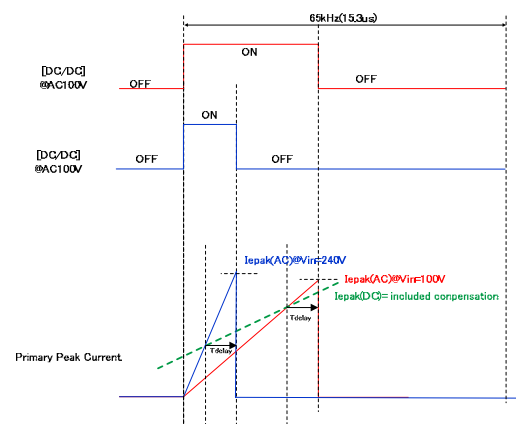 65kHz(15.3us)
ON
[DC/DC]
@AC100V
OFF
OFF
ON
[DC/DC]
@AC100V
OFF
OFF
Iepak(AC)@Vin=240V
Iepak(AC)@Vin=100V
Iepak(DC)= included conpensation
Tdelay
Tdelay
Primary Peak Current.